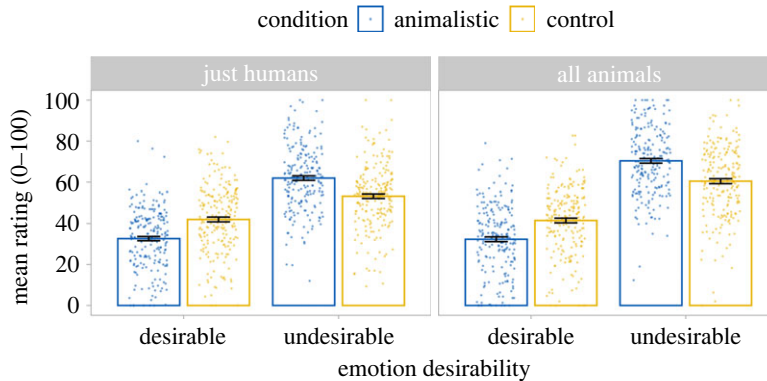 condition animalistic control
just humans all animals
mean rating (0–100)
100
80
60
40
20
0
desirable undesirable desirable undesirable
emotion desirability